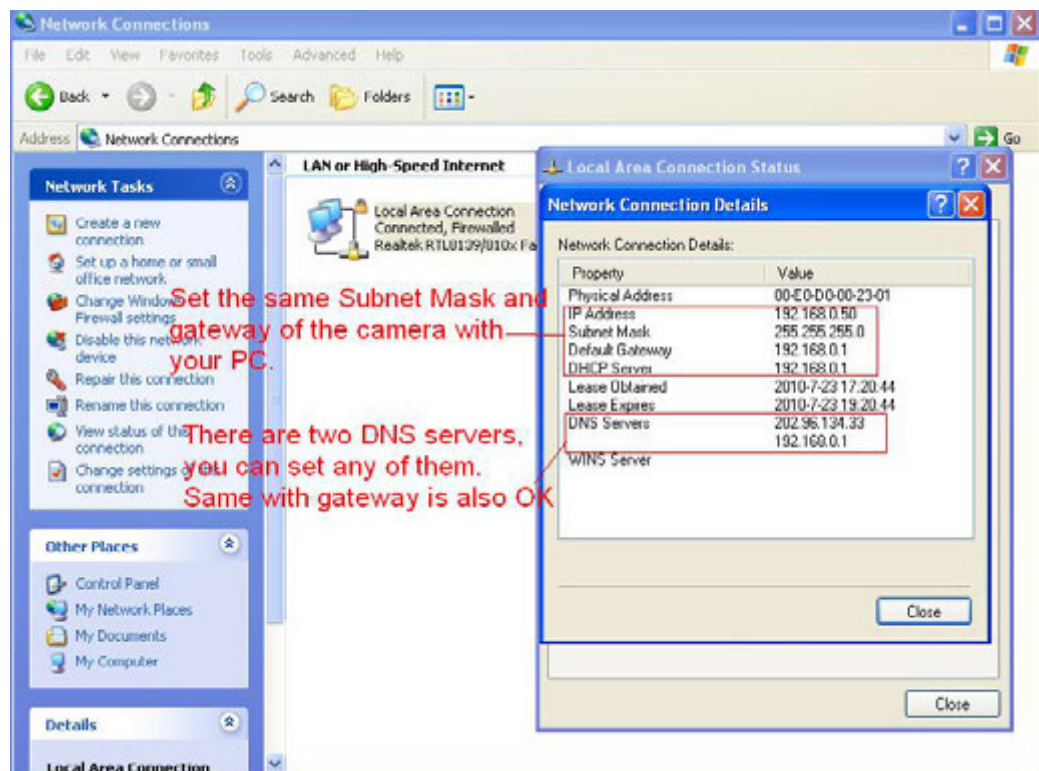 Network Connections
File Edit View Favorites Tools Advanced Help
Back Search Folders
Address Network Connections Go
Network Tasks
Create a new
connection
Set up a home or small
office network
Change Windows
Firewall settings
Disable this network
device
Repair this connection
Rename this connection
View status of this
connection
Change settings of this
connection
Other Places
Control Panel
My Network Places
My Documents
My Computer
Details
Local Area Connection
LAN or High-Speed Internet
Local Area Connection
Connected, Firewalled
Realtek RTL8139/810x Fa
Set the same Subnet Mask and
gateway of the camera with
your PC.
There are two DNS servers,
you can set any of them.
Same with gateway is also OK
Local Area Connection Status
Network Connection Details
Network Connection Details:
Property Value
Physical Address 00-E0-D0-00-23-01
IP Address 192.168.0.50
Subnet Mask 255.255.255.0
Default Gateway 192.168.0.1
DHCP Server 192.168.0.1
Lease Obtained 2010-7-23 17:20:44
Lease Expires 2010-7-23 19:20:44
DNS Servers 202.96.134.33
192.168.0.1
WINS Server
Close
Close